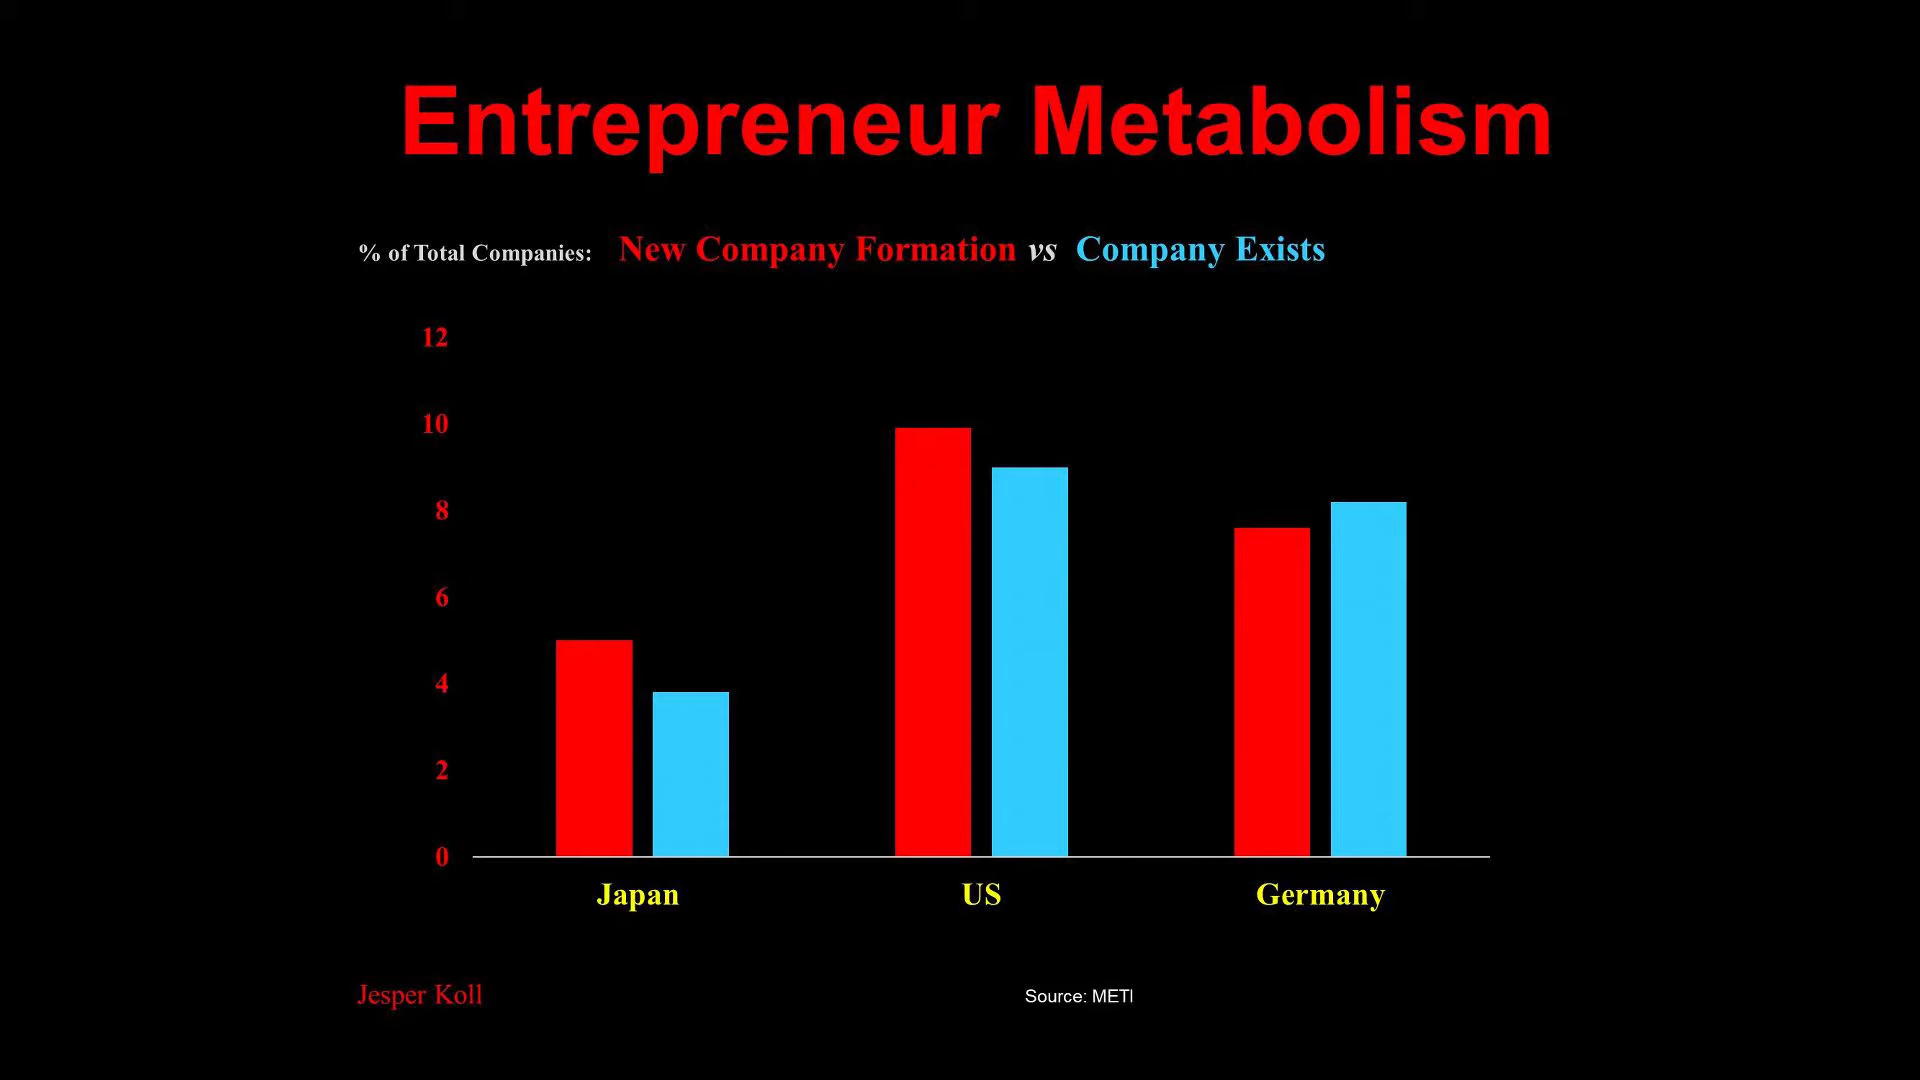 Entrepreneur Metabolism
% of Total Companies: New Company Formation vs Company Exists
12
10
8
6
4
2
0
Japan US Germany
Jesper Koll Source: METI